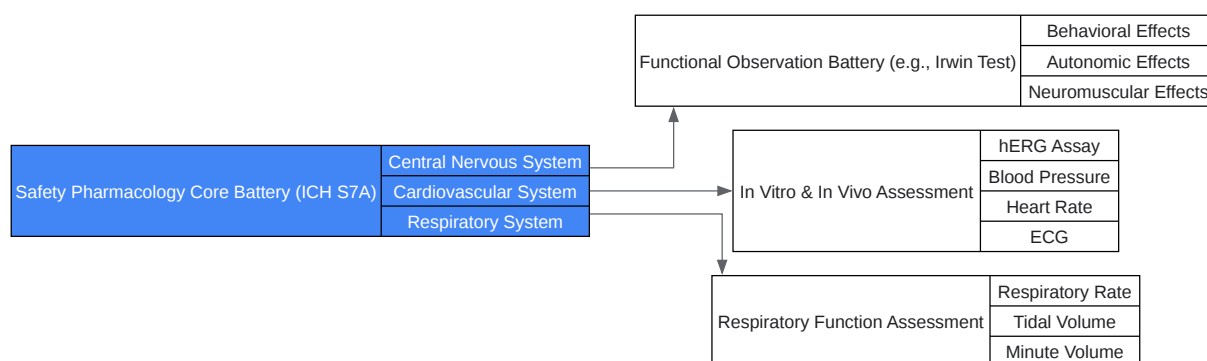 Safety Pharmacology Core Battery (ICH S7A)
Central Nervous System
Cardiovascular System
Respiratory System
Functional Observation Battery (e.g., Irwin Test)
Behavioral Effects
Autonomic Effects
Neuromuscular Effects
In Vitro & In Vivo Assessment
hERG Assay
Blood Pressure
Heart Rate
ECG
Respiratory Function Assessment
Respiratory Rate
Tidal Volume
Minute Volume